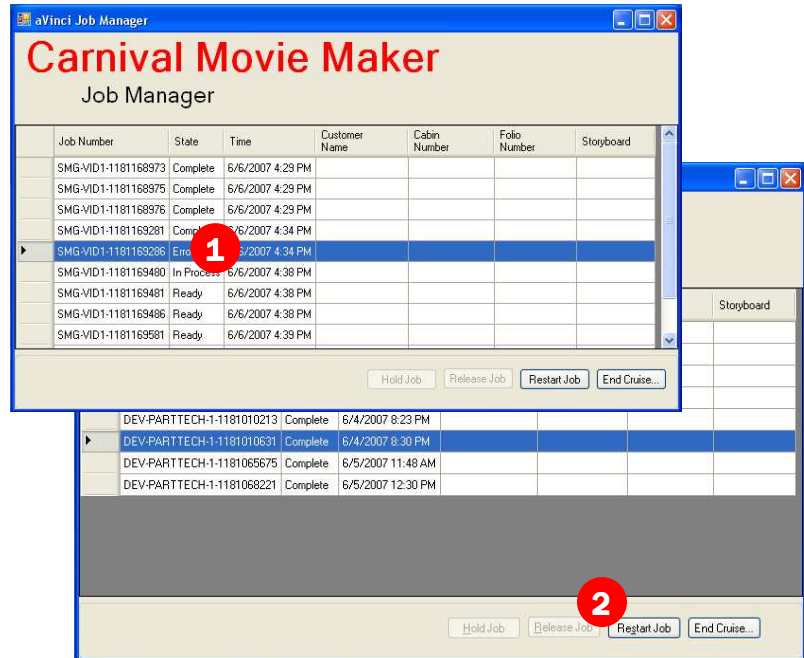 aVinci Job Manager
Carnival Movie Maker
Job Manager
Job Number State Time Customer Name Cabin Number Folio Number Storyboard
SMG-VID1-1181168973 Complete 6/6/2007 4:29 PM
SMG-VID1-1181168975 Complete 6/6/2007 4:29 PM
SMG-VID1-1181168976 Complete 6/6/2007 4:29 PM
SMG-VID1-1181169281 6/6/2007 4:34 PM
SMG-VID1-1181169286 /6/2007 4:34 PM
1
SMG-VID1-1181169480 In Process 6/6/2007 4:38 PM
SMG-VID1-1181169481 Ready 6/6/2007 4:38 PM
SMG-VID1-1181169486 Ready 6/6/2007 4:38 PM
SMG-VID1-1181169581 Ready 6/6/2007 4:39 PM
Hold Job Release Job Restart Job End Cruise...
Storyboard
DEV-PARTTECH-1-1181010213 Complete 6/4/2007 8:23 PM
DEV-PARTTECH-1-1181010631 Complete 6/4/2007 8:30 PM
DEV-PARTTECH-1-1181065675 Complete 6/5/2007 11:48 AM
DEV-PARTTECH-1-1181068221 Complete 6/5/2007 12:30 PM
2
Hold Job Release Job Restart Job End Cruise...